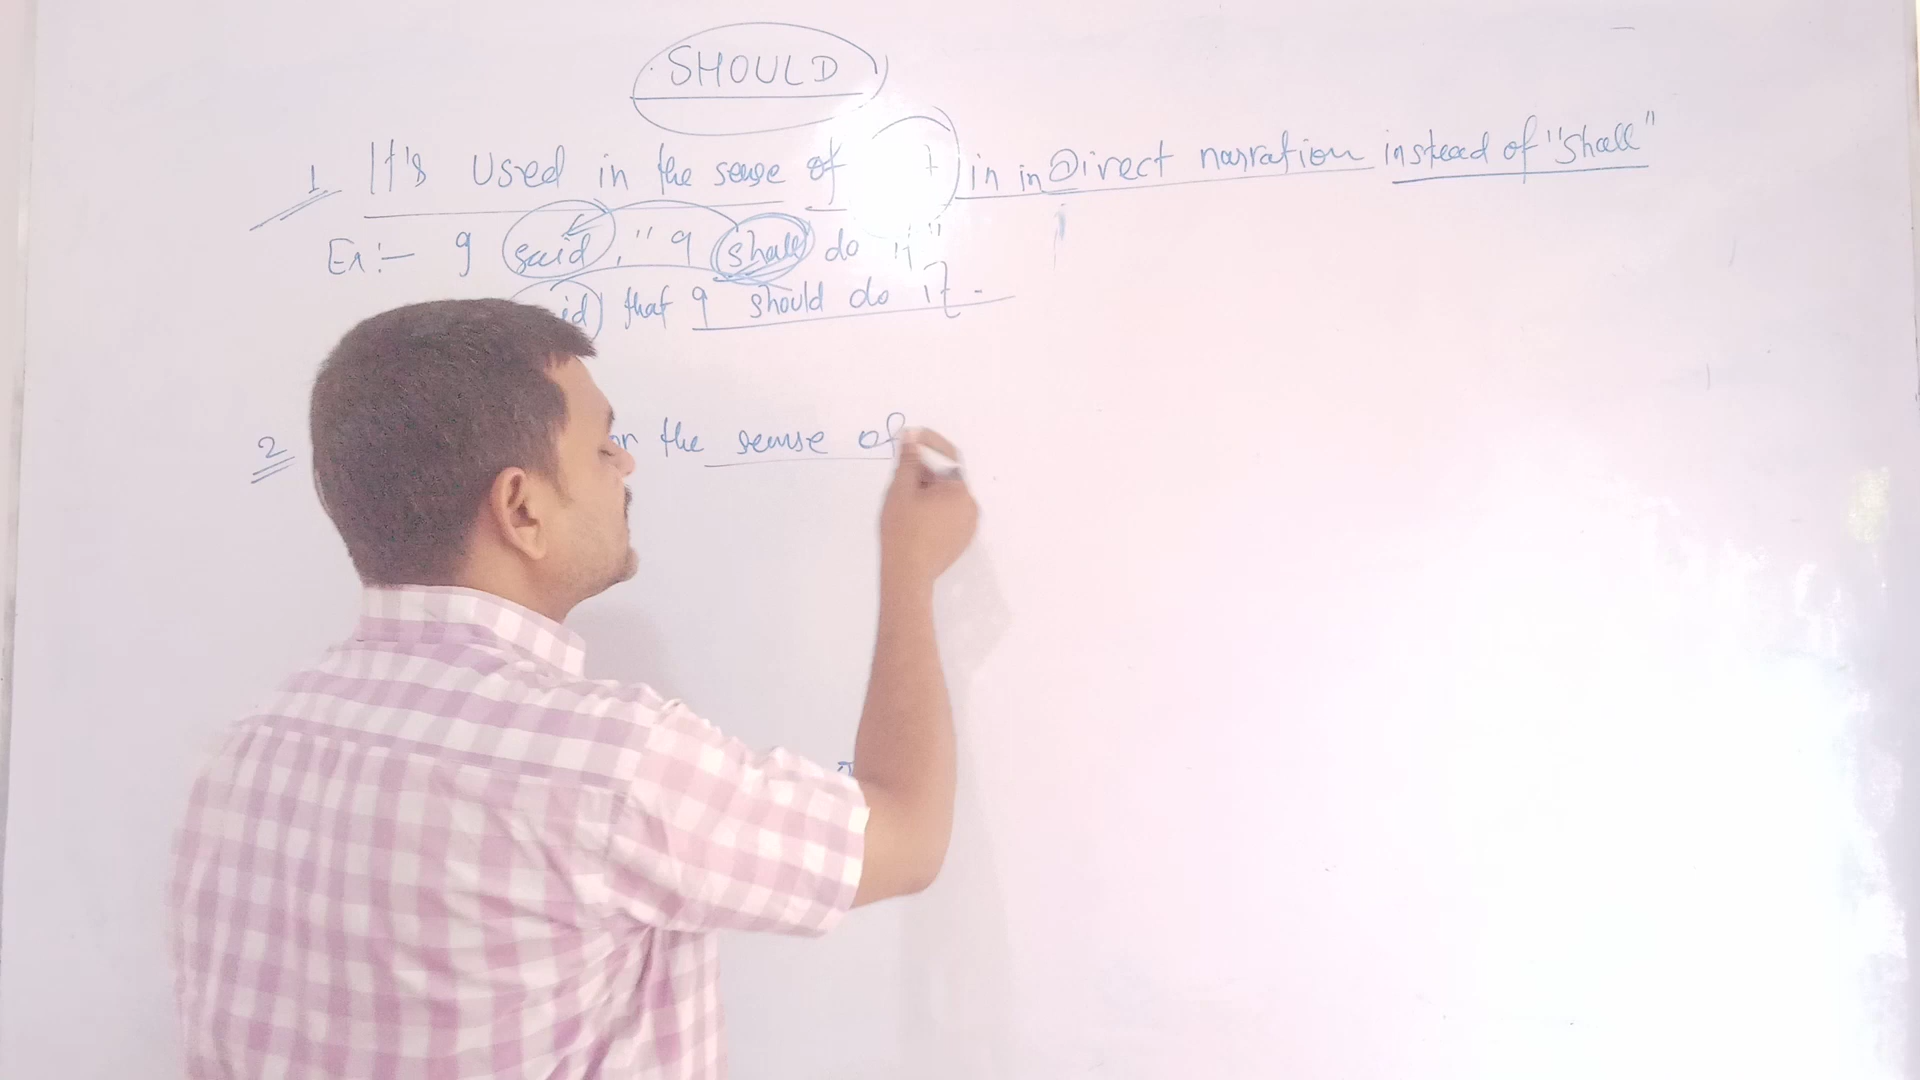 SHOULD
1 It's used in the sense of in inDirect narration instead of "shall"
Ex:- I said, "I shall do it"
that I should do it.
2 the sense of